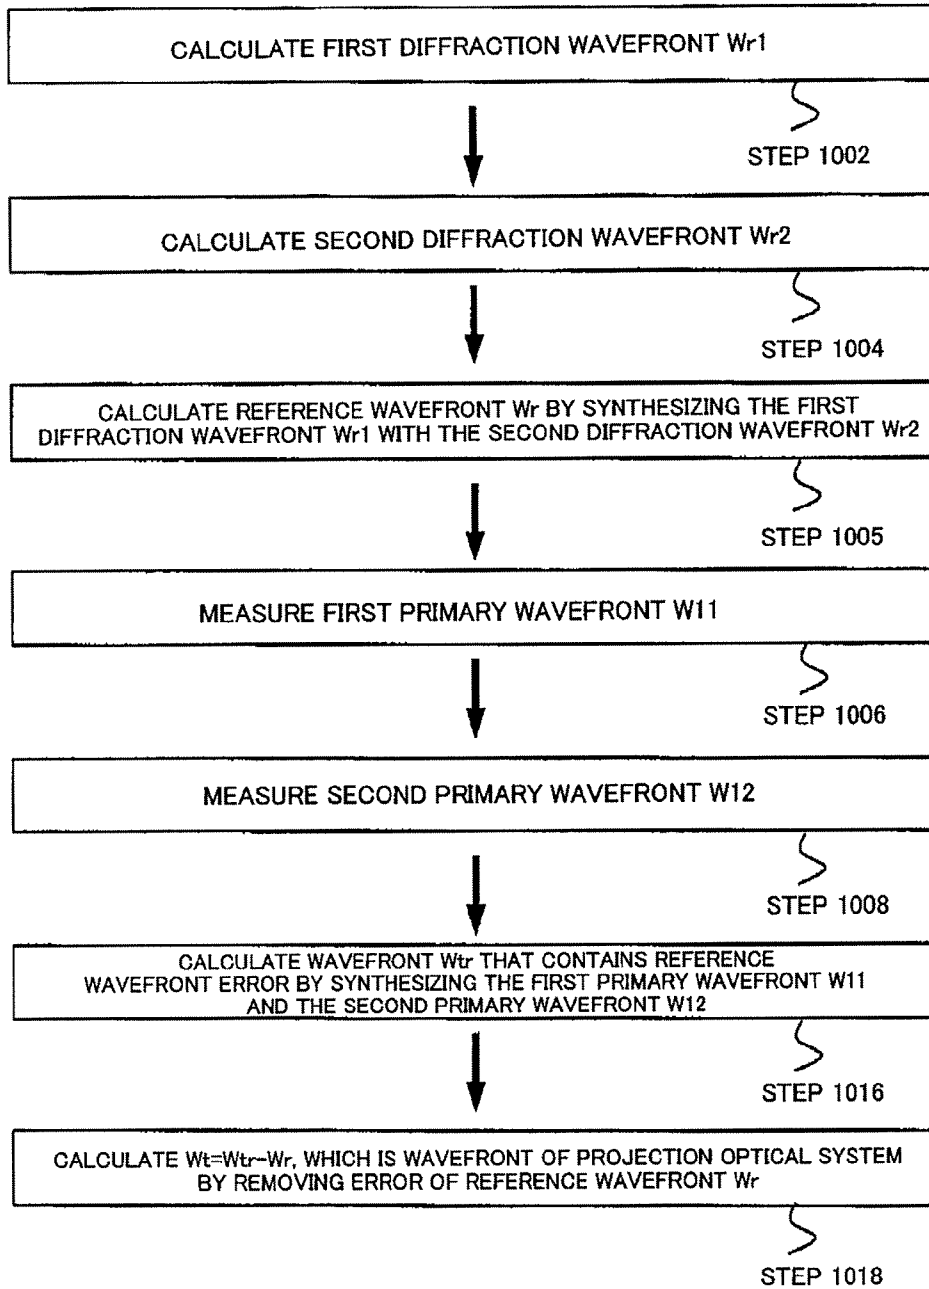 CALCULATE FIRST DIFFRACTION WAVEFRONT Wr1
STEP 1002
CALCULATE SECOND DIFFRACTION WAVEFRONT Wr2
STEP 1004
CALCULATE REFERENCE WAVEFRONT Wr BY SYNTHESIZING THE FIRST
DIFFRACTION WAVEFRONT Wr1 WITH THE SECOND DIFFRACTION WAVEFRONT Wr2
STEP 1005
MEASURE FIRST PRIMARY WAVEFRONT W11
STEP 1006
MEASURE SECOND PRIMARY WAVEFRONT W12
STEP 1008
CALCULATE WAVEFRONT Wtr THAT CONTAINS REFERENCE
WAVEFRONT ERROR BY SYNTHESIZING THE FIRST PRIMARY WAVEFRONT W11
AND THE SECOND PRIMARY WAVEFRONT W12
STEP 1016
CALCULATE Wt=Wtr-Wr, WHICH IS WAVEFRONT OF PROJECTION OPTICAL SYSTEM
BY REMOVING ERROR OF REFERENCE WAVEFRONT Wr
STEP 1018